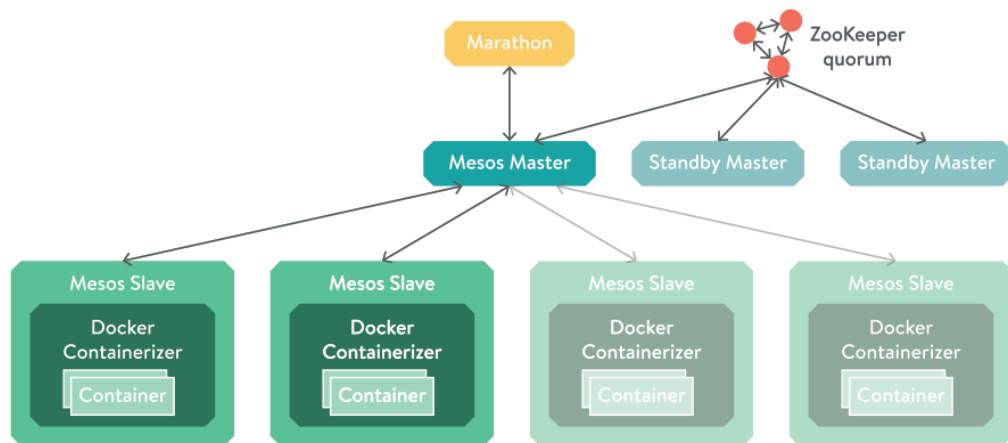 Marathon
ZooKeeper
quorum
Mesos Master
Standby Master
Standby Master
Mesos Slave
Docker
Containerizer
Container
Mesos Slave
Docker
Containerizer
Container
Mesos Slave
Docker
Containerizer
Container
Mesos Slave
Docker
Containerizer
Container